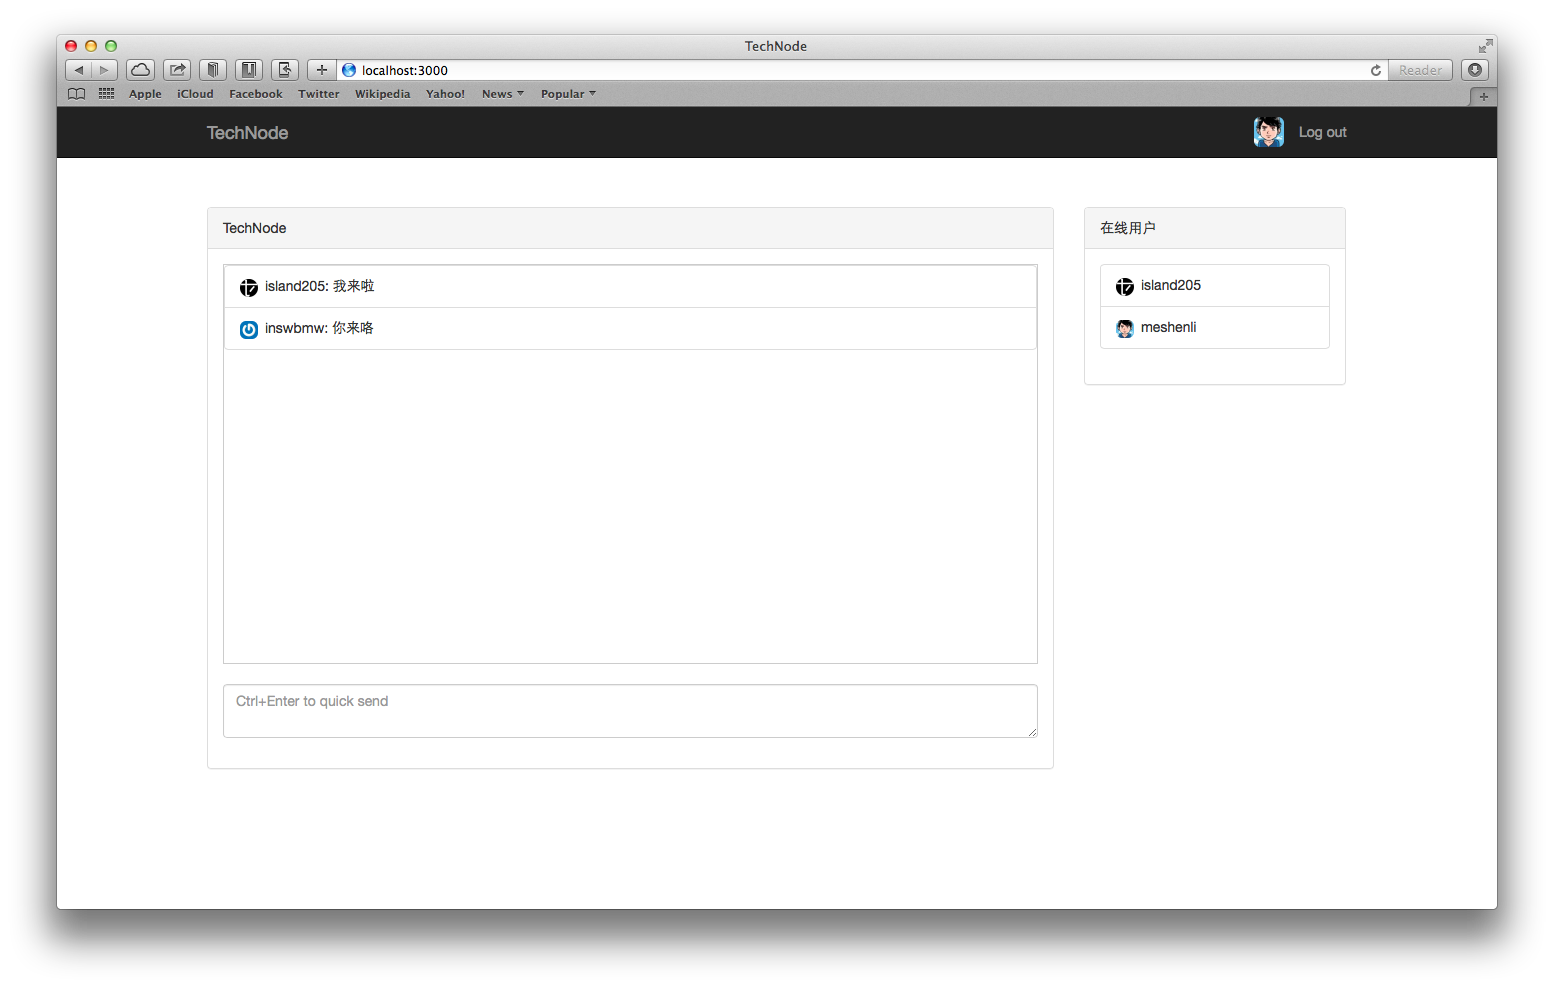 TechNode
localhost:3000
Reader
Apple iCloud Facebook Twitter Wikipedia Yahoo! News Popular
TechNode Log out
TechNode
island205: 我来啦
inswbmw: 你来咯
Ctrl+Enter to quick send
在线用户
island205
meshenli